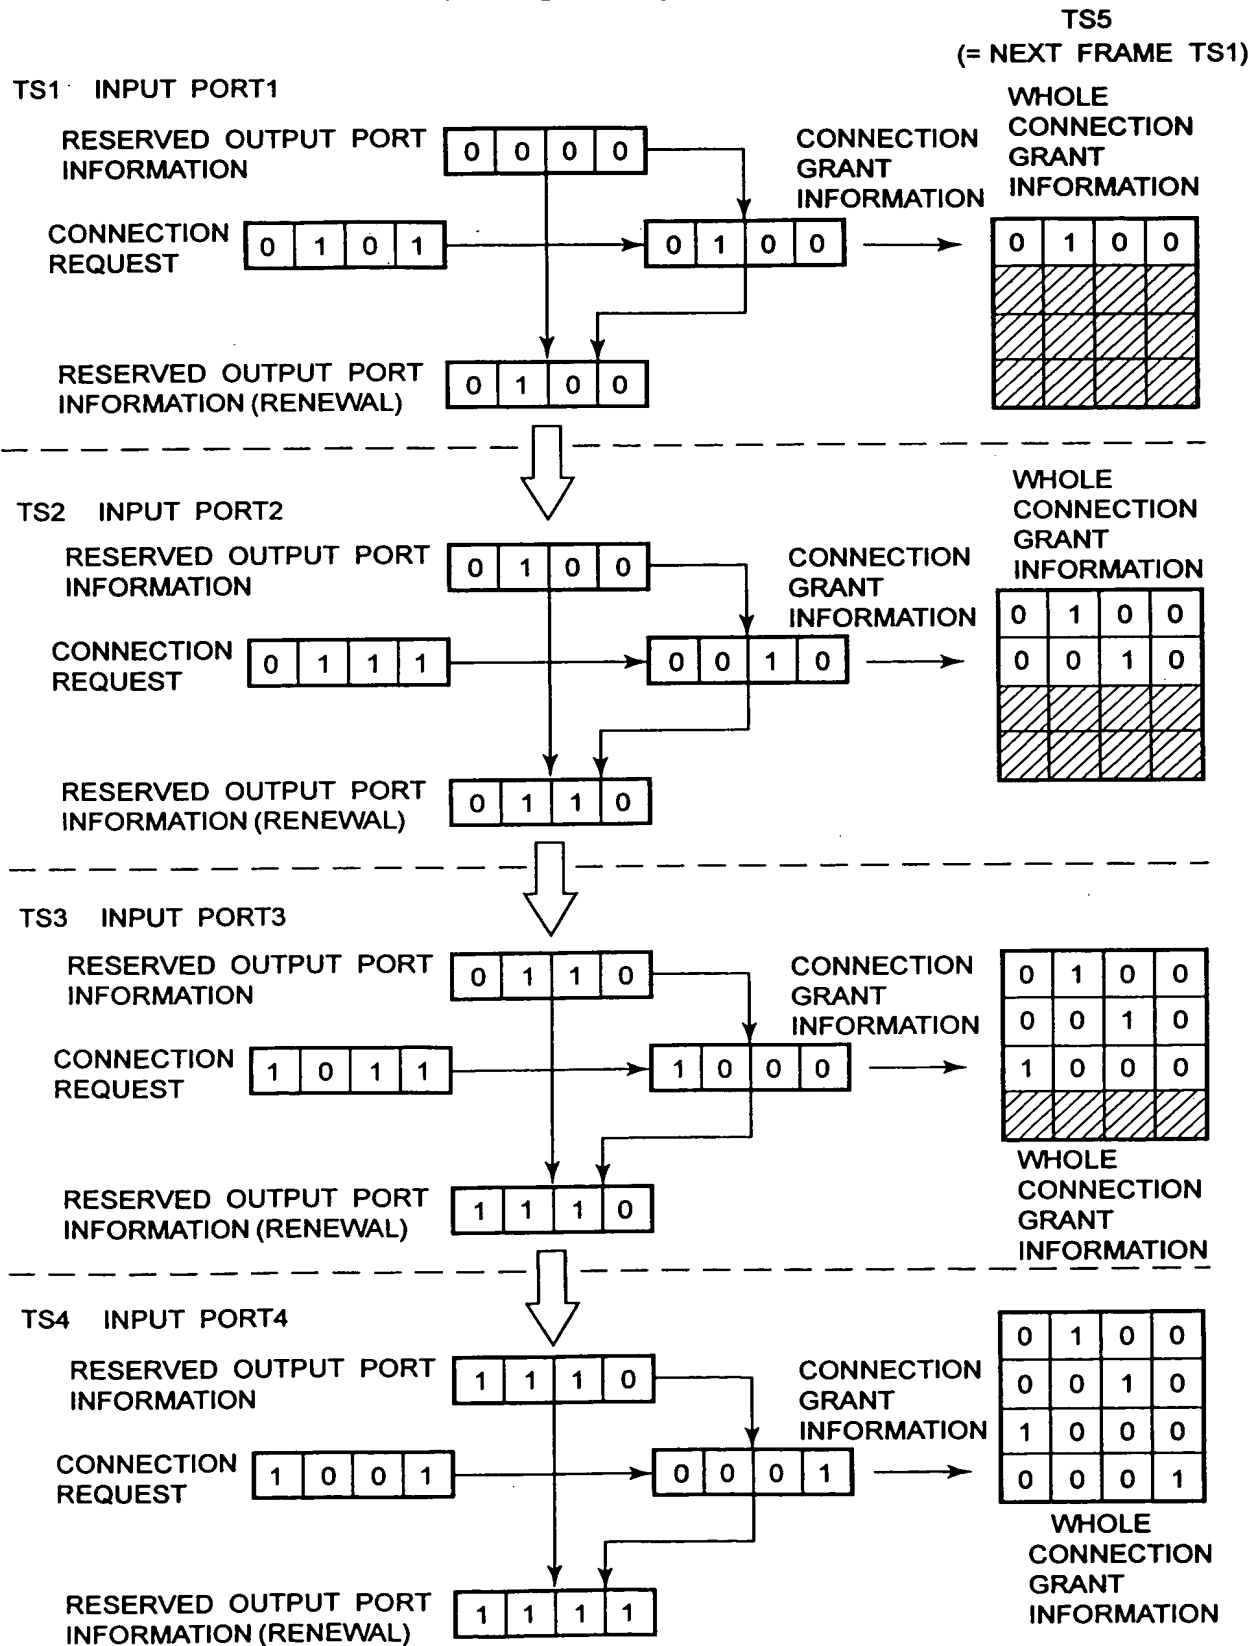 TS5
(= NEXT FRAME TS1)
TS1 INPUT PORT1
WHOLE
CONNECTION
GRANT
INFORMATION
RESERVED OUTPUT PORT
INFORMATION
0 0 0 0
CONNECTION
GRANT
INFORMATION
CONNECTION
REQUEST
0 1 0 1
0 1 0 0
0 1 0 0
RESERVED OUTPUT PORT
INFORMATION (RENEWAL)
0 1 0 0
TS2 INPUT PORT2
WHOLE
CONNECTION
GRANT
INFORMATION
RESERVED OUTPUT PORT
INFORMATION
0 1 0 0
CONNECTION
GRANT
INFORMATION
0 1 0 0
0 0 1 0
CONNECTION
REQUEST
0 1 1 1
0 0 1 0
RESERVED OUTPUT PORT
INFORMATION (RENEWAL)
0 1 1 0
TS3 INPUT PORT3
RESERVED OUTPUT PORT
INFORMATION
0 1 1 0
CONNECTION
GRANT
INFORMATION
0 1 0 0
0 0 1 0
1 0 0 0
CONNECTION
REQUEST
1 0 1 1
1 0 0 0
WHOLE
CONNECTION
GRANT
INFORMATION
RESERVED OUTPUT PORT
INFORMATION (RENEWAL)
1 1 1 0
TS4 INPUT PORT4
RESERVED OUTPUT PORT
INFORMATION
1 1 1 0
CONNECTION
GRANT
INFORMATION
0 1 0 0
0 0 1 0
1 0 0 0
0 0 0 1
CONNECTION
REQUEST
1 0 0 1
0 0 0 1
WHOLE
CONNECTION
GRANT
INFORMATION
RESERVED OUTPUT PORT
INFORMATION (RENEWAL)
1 1 1 1